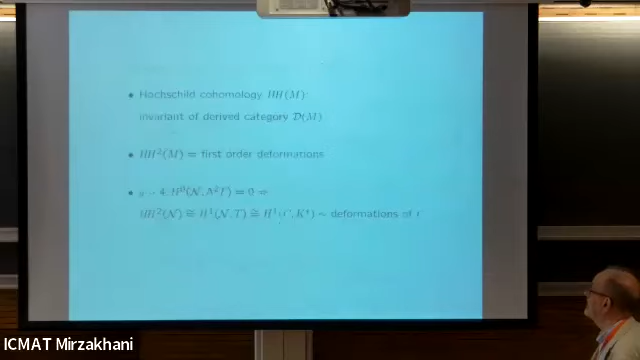 • Hochschild cohomology HH(M):
invariant of derived category D(M)
• HH²(M) = first order deformations
• H⁰(N, Λ²T) = 0 ⇒
HH²(N) ≅ H¹(N, T) ≅ H¹(C, K*) ~ deformations of
ICMAT Mirzakhani